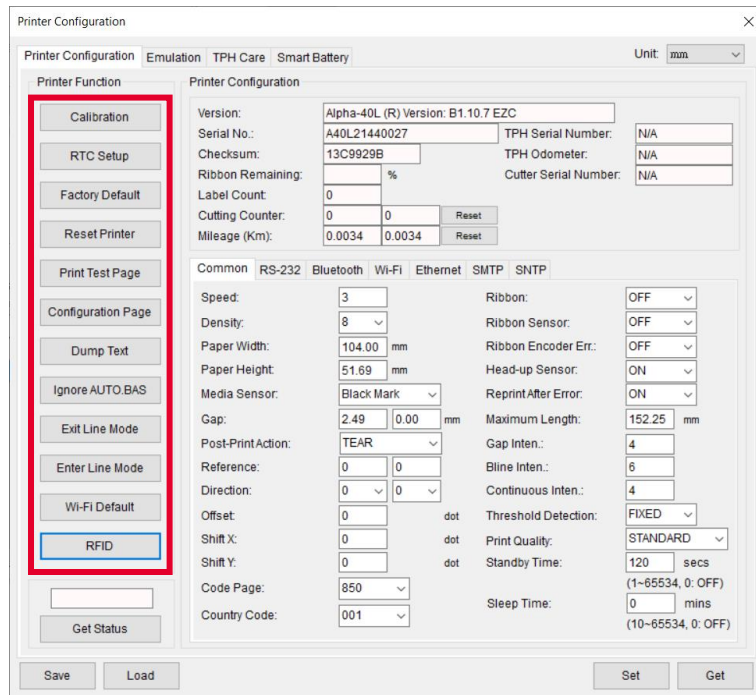 Printer Configuration
Printer Configuration Emulation TPH Care Smart Battery Unit: mm
Printer Function
Calibration
RTC Setup
Factory Default
Reset Printer
Print Test Page
Configuration Page
Dump Text
Ignore AUTO.BAS
Exit Line Mode
Enter Line Mode
Wi-Fi Default
RFID
Get Status
Printer Configuration
Version: Alpha-40L (R) Version: B1.10.7 EZC
Serial No.: A40L21440027 TPH Serial Number: N/A
Checksum: 13C9929B TPH Odometer: N/A
Ribbon Remaining: % Cutter Serial Number: N/A
Label Count: 0
Cutting Counter: 0 0 Reset
Mileage (Km): 0.0034 0.0034 Reset
Common RS-232 Bluetooth Wi-Fi Ethernet SMTP SNTP
Speed: 3 Ribbon: OFF
Density: 8 Ribbon Sensor: OFF
Paper Width: 104.00 mm Ribbon Encoder Err.: OFF
Paper Height: 51.69 mm Head-up Sensor: ON
Media Sensor: Black Mark Reprint After Error: ON
Gap: 2.49 0.00 mm Maximum Length: 152.25 mm
Post-Print Action: TEAR Gap Inten.: 4
Reference: 0 0 Bline Inten.: 6
Direction: 0 0 Continuous Inten.: 4
Offset: 0 dot Threshold Detection: FIXED
Shift X: 0 dot Print Quality: STANDARD
Shift Y: 0 dot Standby Time: 120 secs
(1~65534, 0: OFF)
Code Page: 850
Sleep Time: 0 mins
Country Code: 001
(10~65534, 0: OFF)
Save Load Set Get